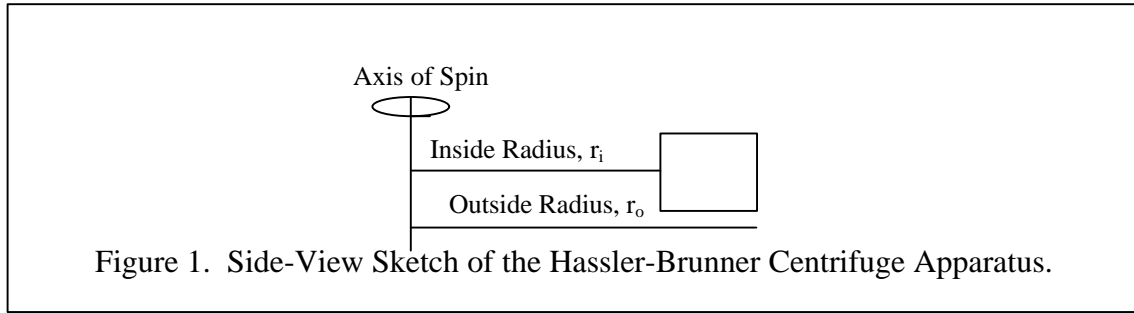 Axis of Spin
Inside Radius, rᵢ
Outside Radius, rₒ
Figure 1. Side-View Sketch of the Hassler-Brunner Centrifuge Apparatus.